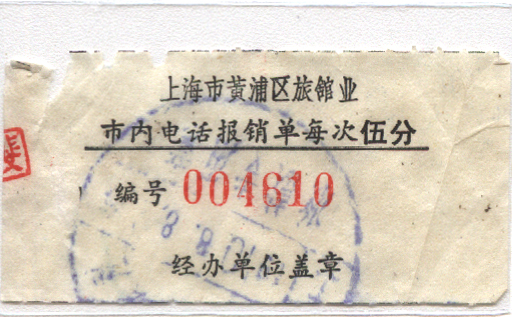 上海市黄浦区旅馆业
市内电话报销单每次伍分
编号 004610
经办单位盖章